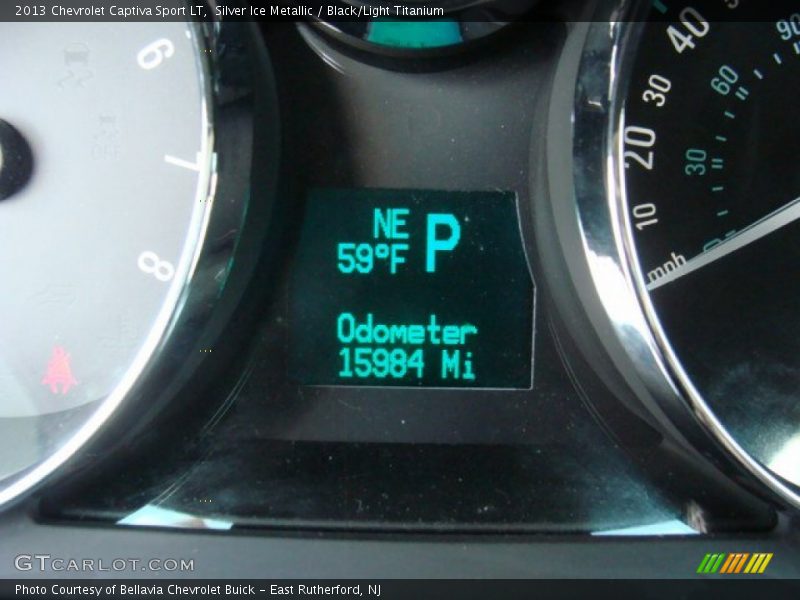 2013 Chevrolet Captiva Sport LT, Silver Ice Metallic / Black/Light Titanium
6
7
8
NE
59°F P
Odometer
15984 Mi
40
30
20
10
mph
90
60
30
0
GTCARLOT.COM
Photo Courtesy of Bellavia Chevrolet Buick - East Rutherford, NJ